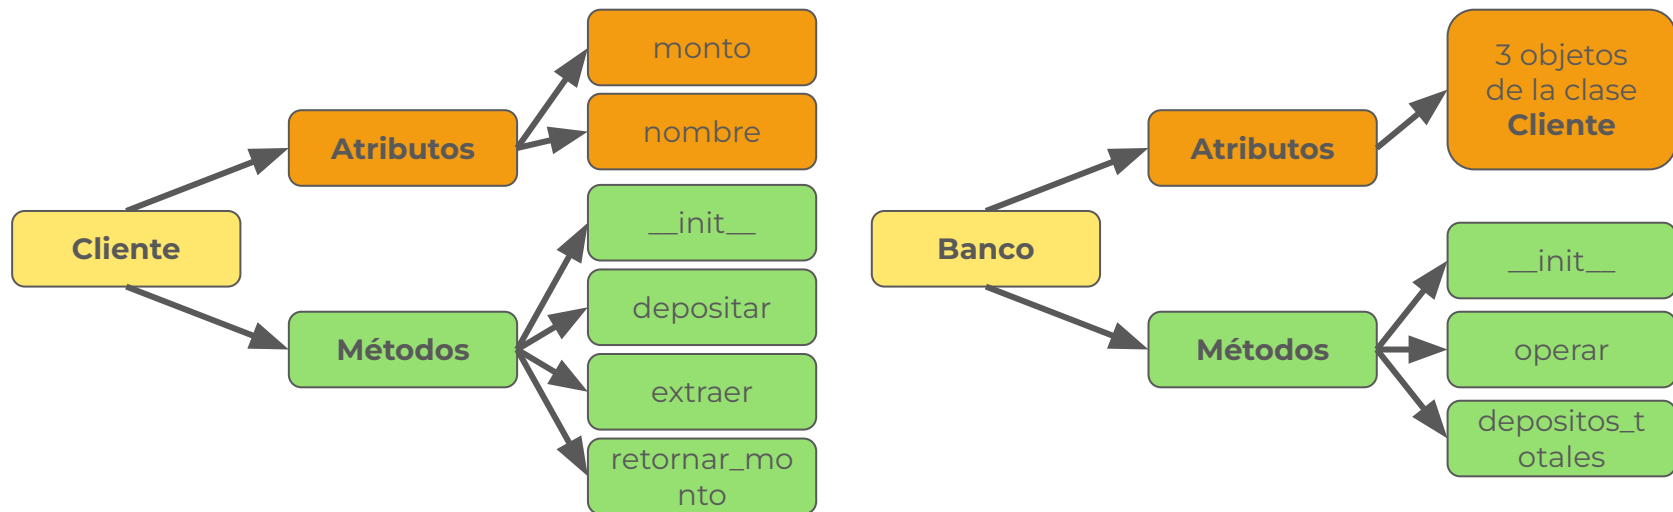 Cliente
Atributos
monto
nombre
Métodos
__init__
depositar
extraer
retornar_mo
nto
Banco
Atributos
3 objetos
de la clase
Cliente
Métodos
__init__
operar
depositos_t
otales